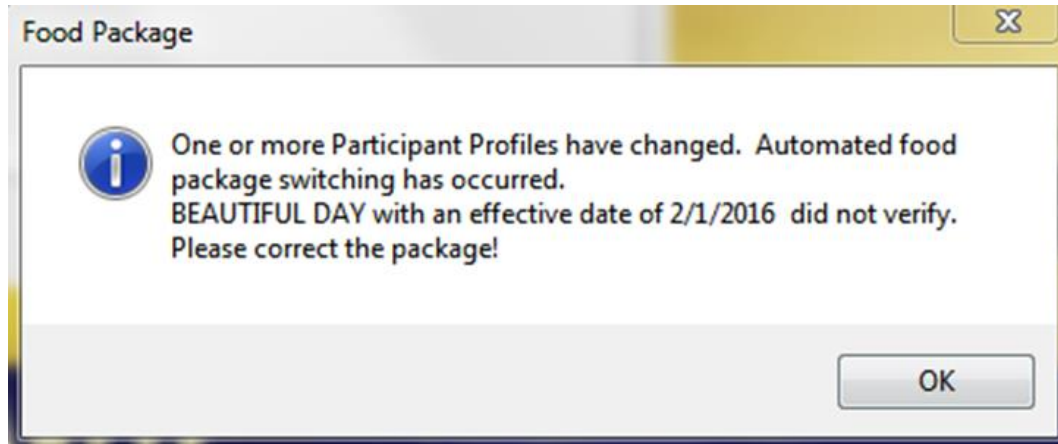 Food Package
One or more Participant Profiles have changed.  Automated food
package switching has occurred.
BEAUTIFUL DAY with an effective date of 2/1/2016  did not verify.
Please correct the package!
OK